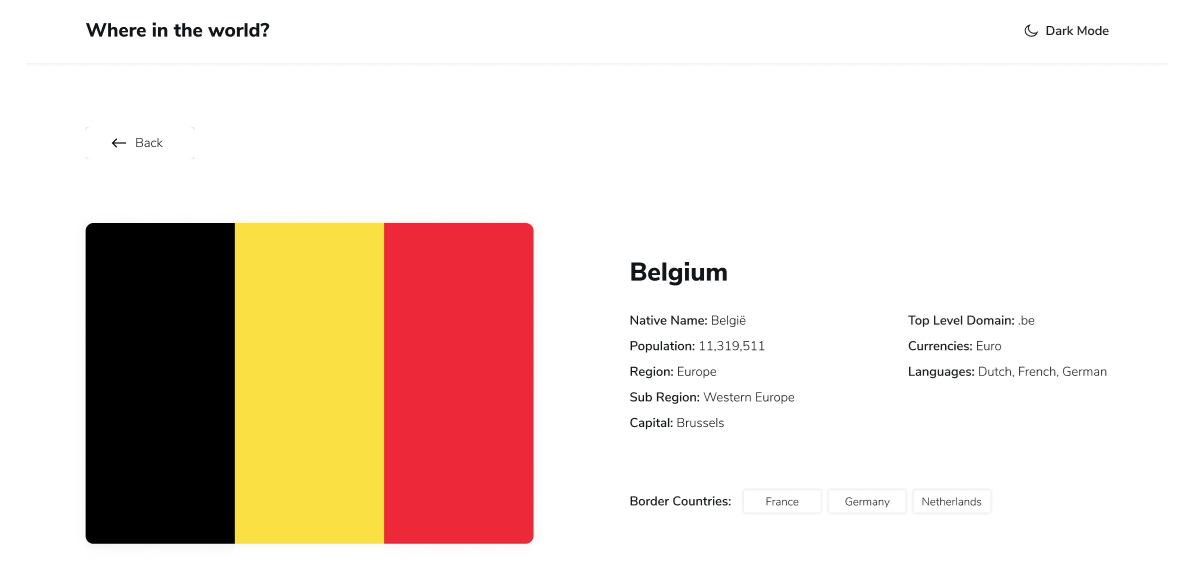 Where in the world?
Dark Mode
Back
Belgium
Native Name: België
Population: 11,319,511
Region: Europe
Sub Region: Western Europe
Capital: Brussels
Top Level Domain: .be
Currencies: Euro
Languages: Dutch, French, German
Border Countries: France Germany Netherlands